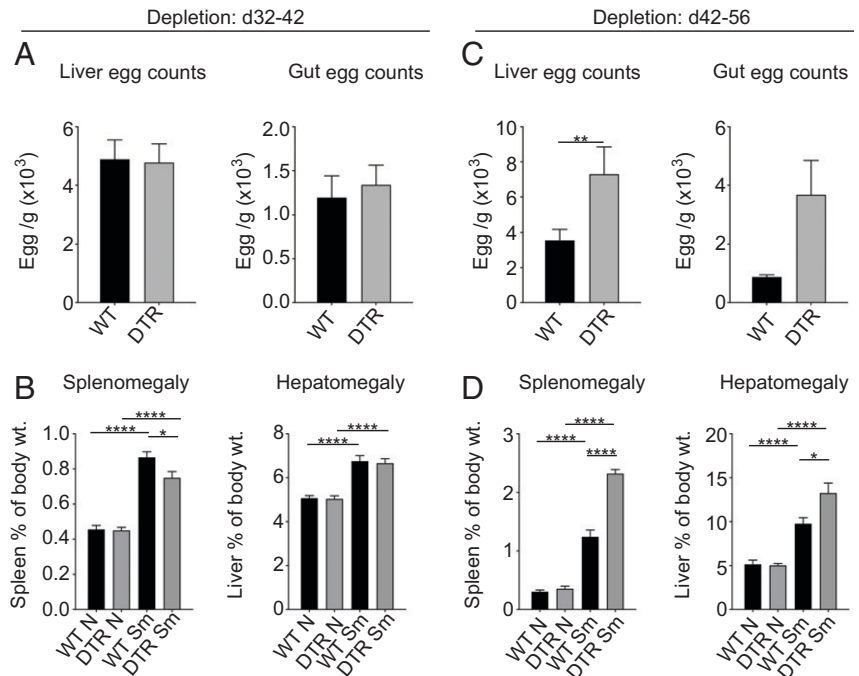 Depletion: d32-42
Depletion: d42-56
A
Liver egg counts
Egg /g (x10³)
6
4
2
0
WT
DTR
Gut egg counts
Egg /g (x10³)
2.0
1.5
1.0
0.5
0.0
WT
DTR
C
Liver egg counts
Egg /g (x10³)
10
8
6
4
2
0
**
WT
DTR
Gut egg counts
Egg /g (x10³)
6
4
2
0
WT
DTR
B
Splenomegaly
Spleen % of body wt.
****
****
*
1.0
0.8
0.6
0.4
0.2
0.0
WT N
DTR N
WT Sm
DTR Sm
Hepatomegaly
Liver % of body wt.
****
****
8
6
4
2
0
WT N
DTR N
WT Sm
DTR Sm
D
Splenomegaly
Spleen % of body wt.
****
****
****
3
2
1
0
WT N
DTR N
WT Sm
DTR Sm
Hepatomegaly
Liver % of body wt.
****
****
*
20
15
10
5
0
WT N
DTR N
WT Sm
DTR Sm